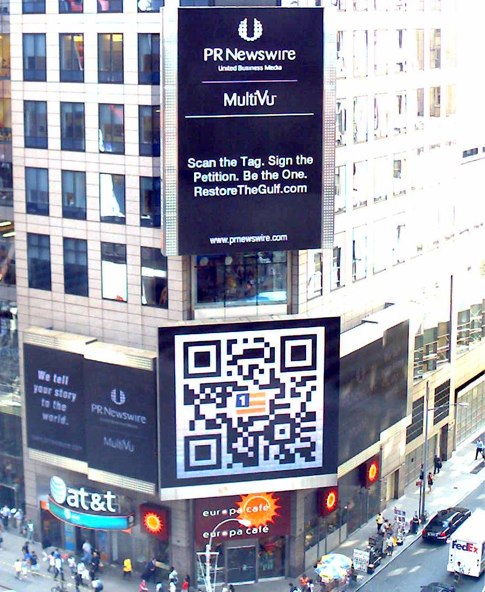 PR NEWSWIRE
United Business Media
MultiVu
Scan the Tag. Sign the
Petition. Be the One.
RestoreTheGulf.com
www.prnewswire.com
We tell
your story
to the
world.
PR NEWSWIRE
MultiVu
1
at&t
europa café
europa café
FedEx